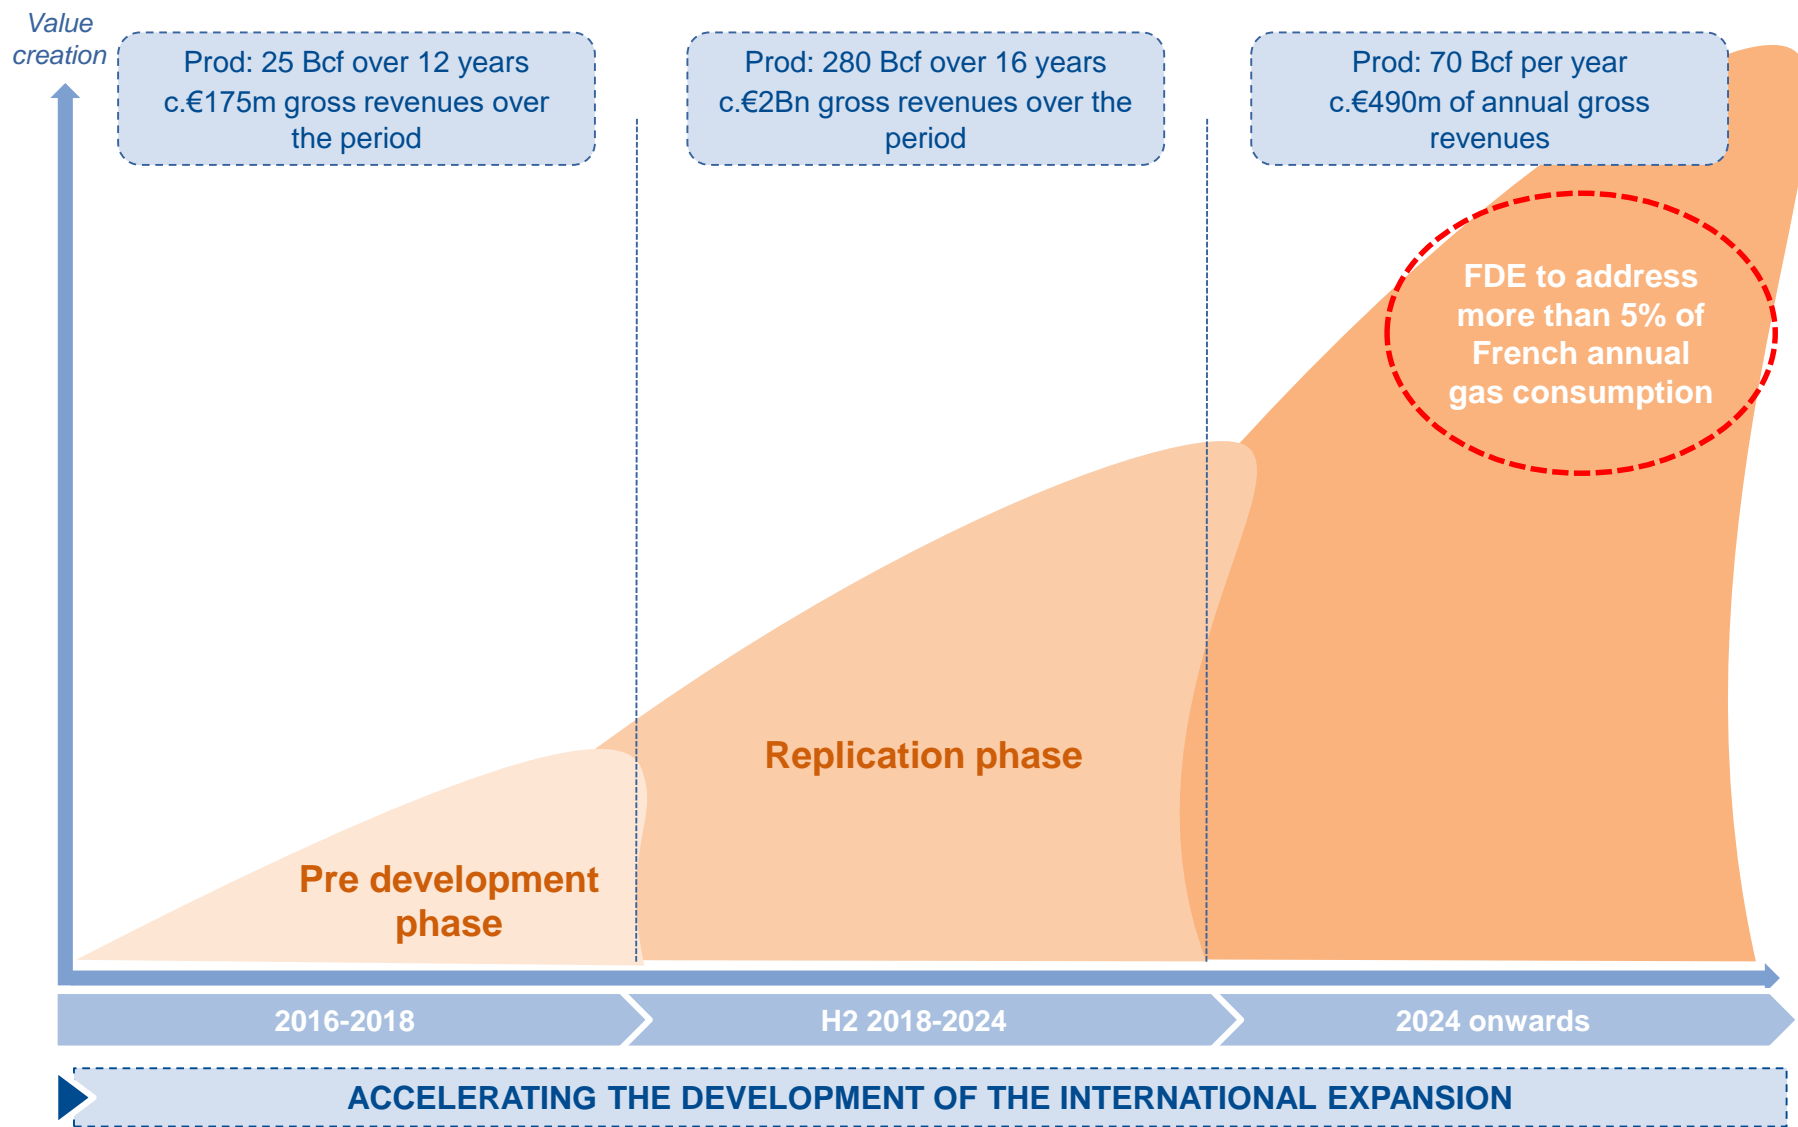 Value
creation
Prod: 25 Bcf over 12 years
c.€175m gross revenues over
the period
Prod: 280 Bcf over 16 years
c.€2Bn gross revenues over the
period
Prod: 70 Bcf per year
c.€490m of annual gross
revenues
FDE to address
more than 5% of
French annual
gas consumption
Replication phase
Pre development
phase
2016-2018
H2 2018-2024
2024 onwards
ACCELERATING THE DEVELOPMENT OF THE INTERNATIONAL EXPANSION